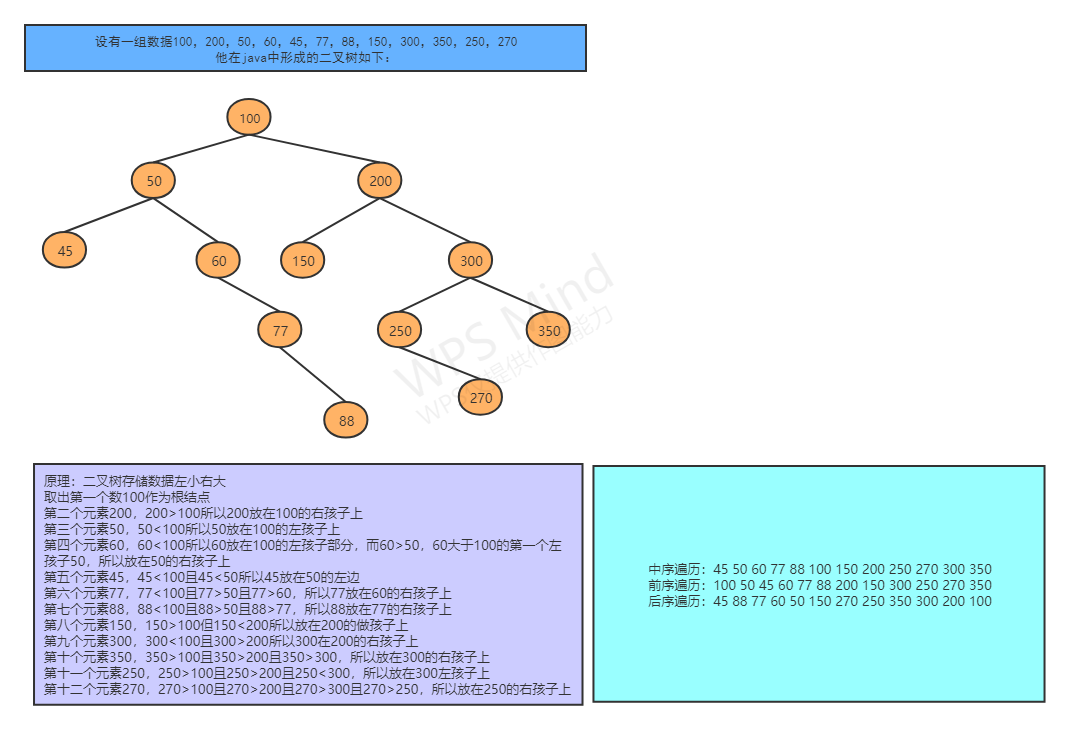 设有一组数据100，200，50，60，45，77，88，150，300，350，250，270
他在java中形成的二叉树如下：
100
50
200
45
60
150
300
77
250
350
270
88
WPS Mind
原理：二叉树存储数据左小右大
取出第一个数100作为根结点
第二个元素200，200>100所以200放在100的右孩子上
第三个元素50，50<100所以50放在100的左孩子上
第四个元素60，60<100所以60放在100的左孩子部分，而60>50，60大于100的第一个左
孩子50，所以放在50的右孩子上
第五个元素45，45<100且45<50所以45放在50的左边
第六个元素77，77<100且77>50且77>60，所以77放在60的右孩子上
第七个元素88，88<100且88>50且88>77，所以88放在77的右孩子上
第八个元素150，150>100但150<200所以放在200的做孩子上
第九个元素300，300<100且300>200所以300在200的右孩子上
第十个元素350，350>100且350>200且350>300，所以放在300的右孩子上
第十一个元素250，250>100且250>200且250<300，所以放在300左孩子上
第十二个元素270，270>100且270>200且270>300且270>250，所以放在250的右孩子上
中序遍历：45 50 60 77 88 100 150 200 250 270 300 350
前序遍历：100 50 45 60 77 88 200 150 300 250 270 350
后序遍历：45 88 77 60 50 150 270 250 350 300 200 100